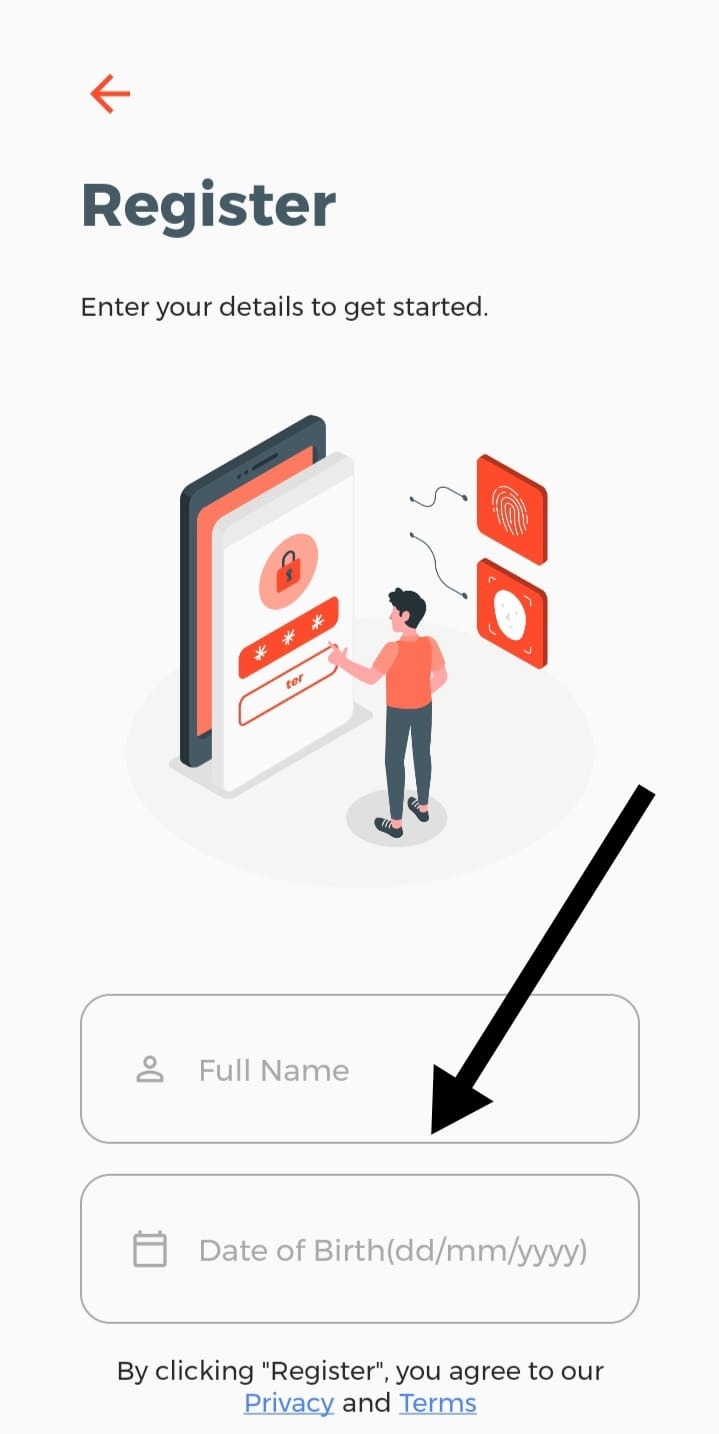 Register
Enter your details to get started.
* * *
ter
Full Name
Date of Birth(dd/mm/yyyy)
By clicking "Register", you agree to our
Privacy and Terms